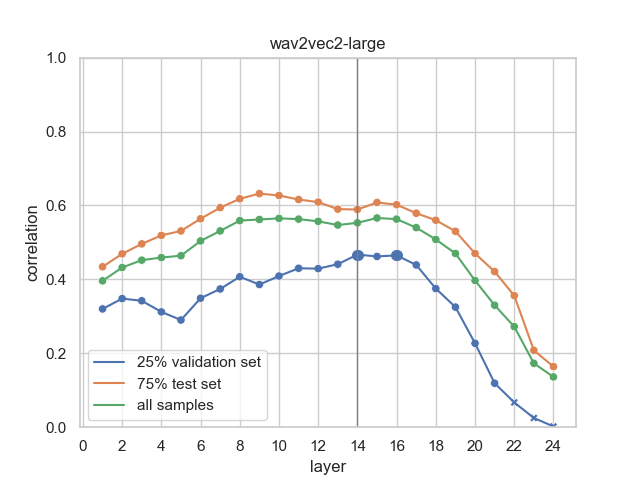 wav2vec2-large
1.0
0.8
0.6
0.4
0.2
0.0
correlation
25% validation set
75% test set
all samples
0 2 4 6 8 10 12 14 16 18 20 22 24
layer